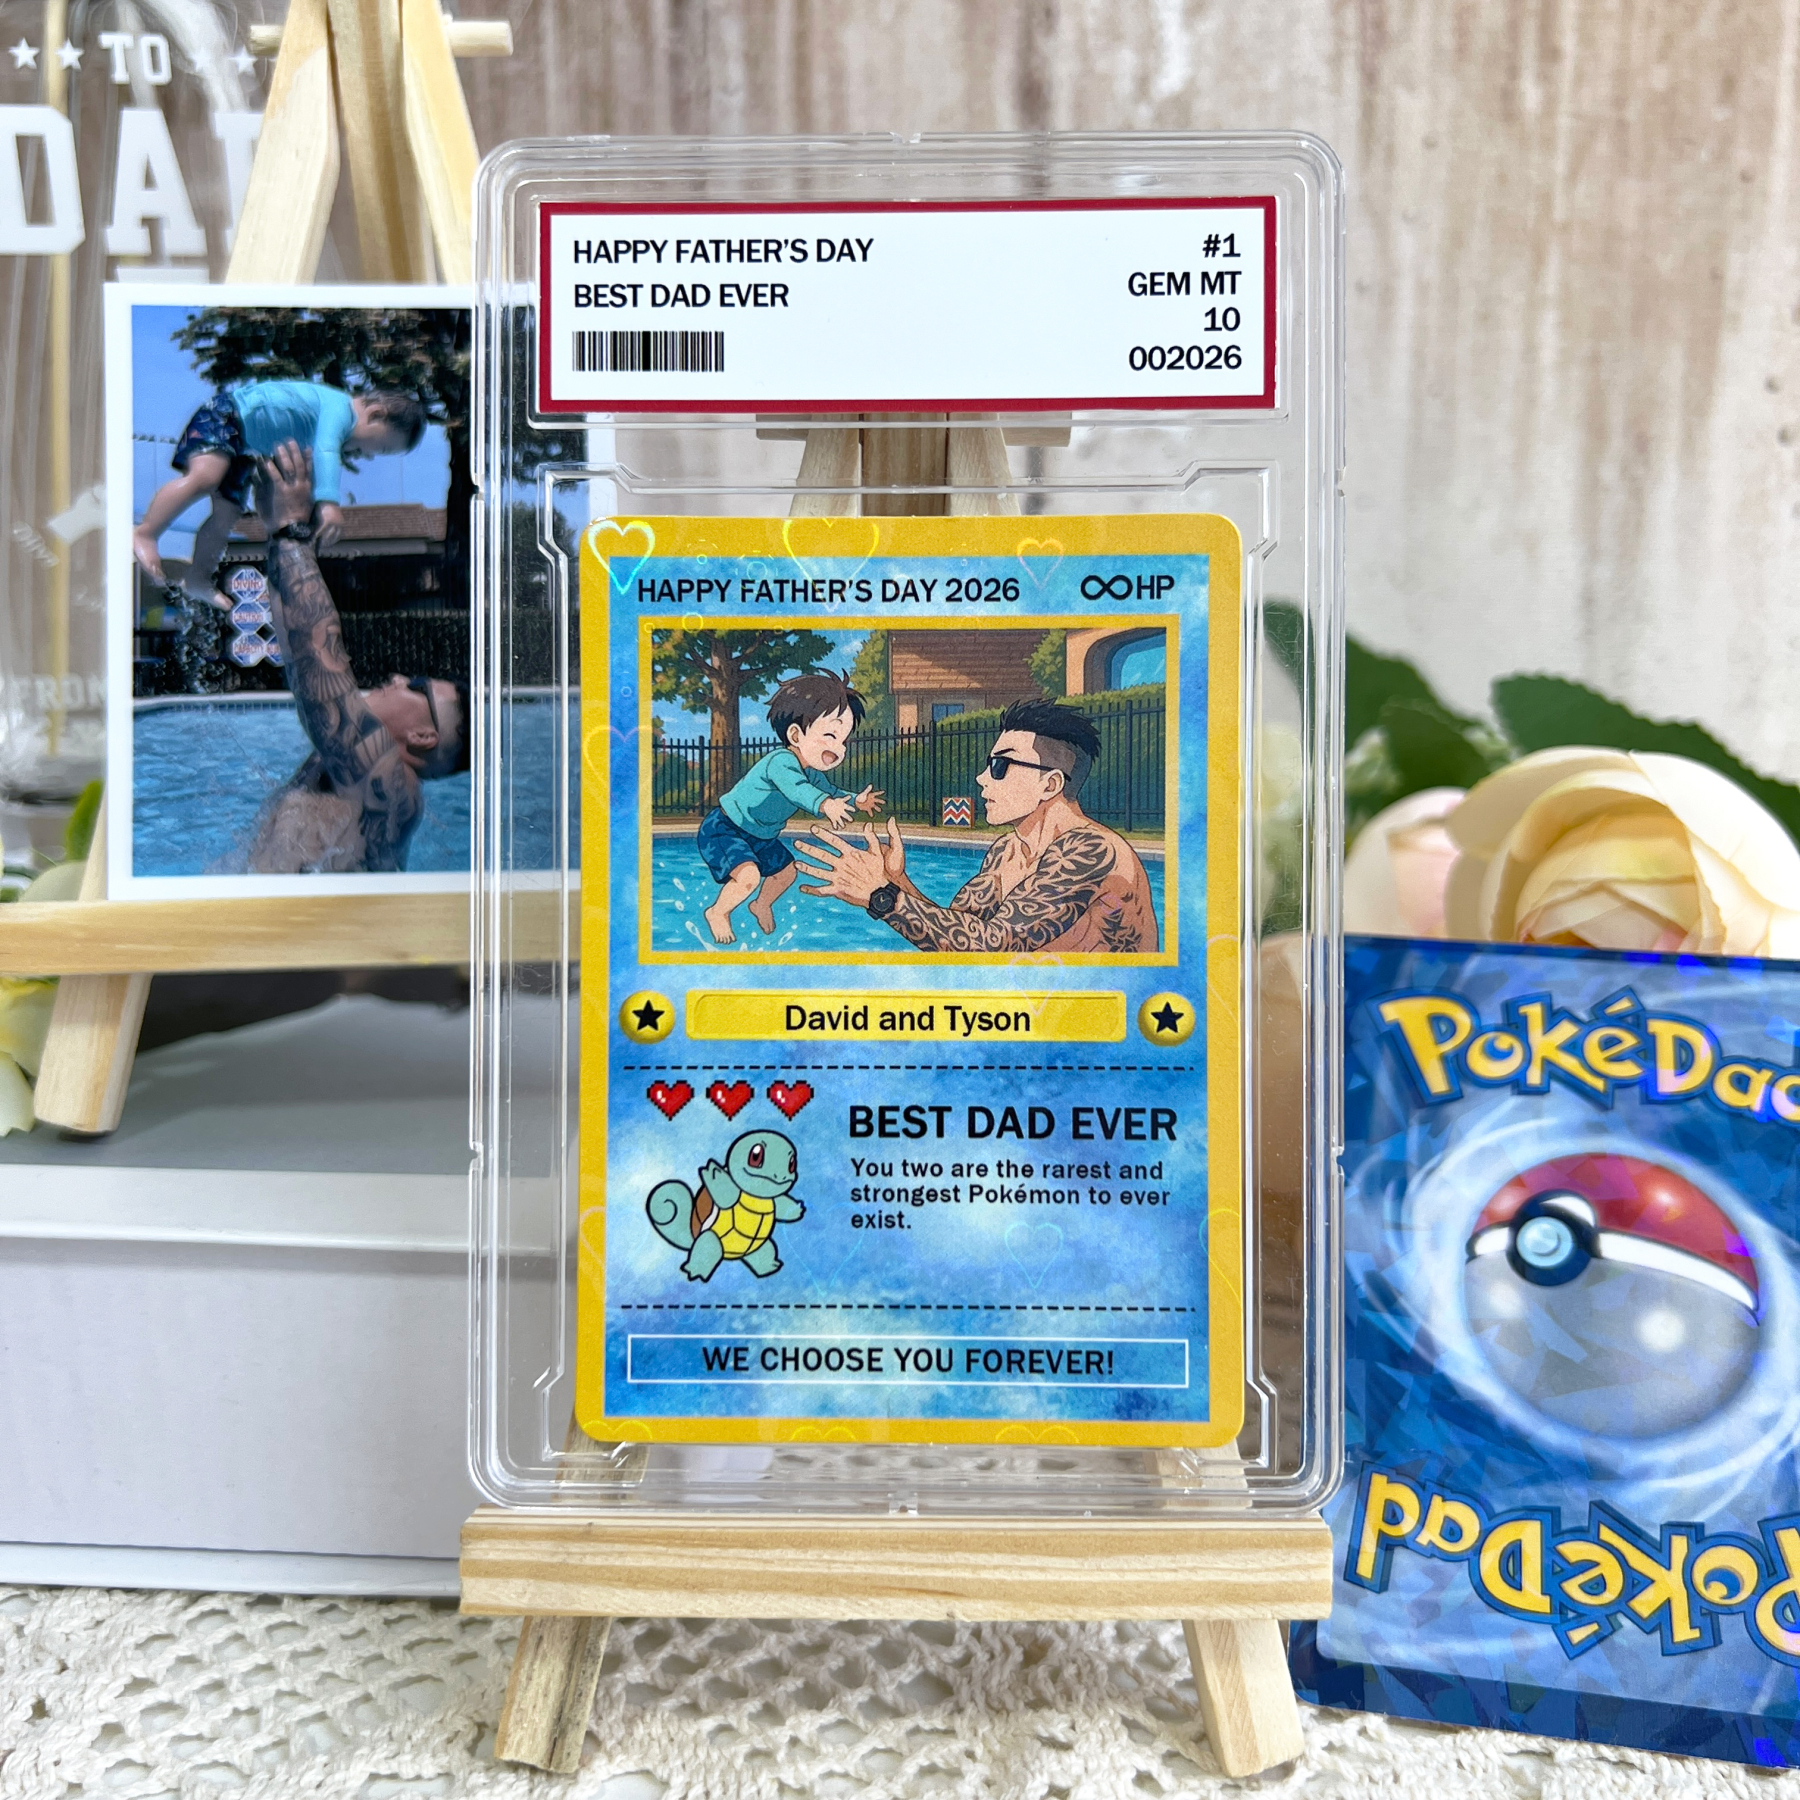 TO
HAPPY FATHER'S DAY
BEST DAD EVER
#1
GEM MT
10
002026
HAPPY FATHER'S DAY 2026
∞HP
David and Tyson
BEST DAD EVER
You two are the rarest and
strongest Pokémon to ever
exist.
WE CHOOSE YOU FOREVER!
PokéDad
PokéDad